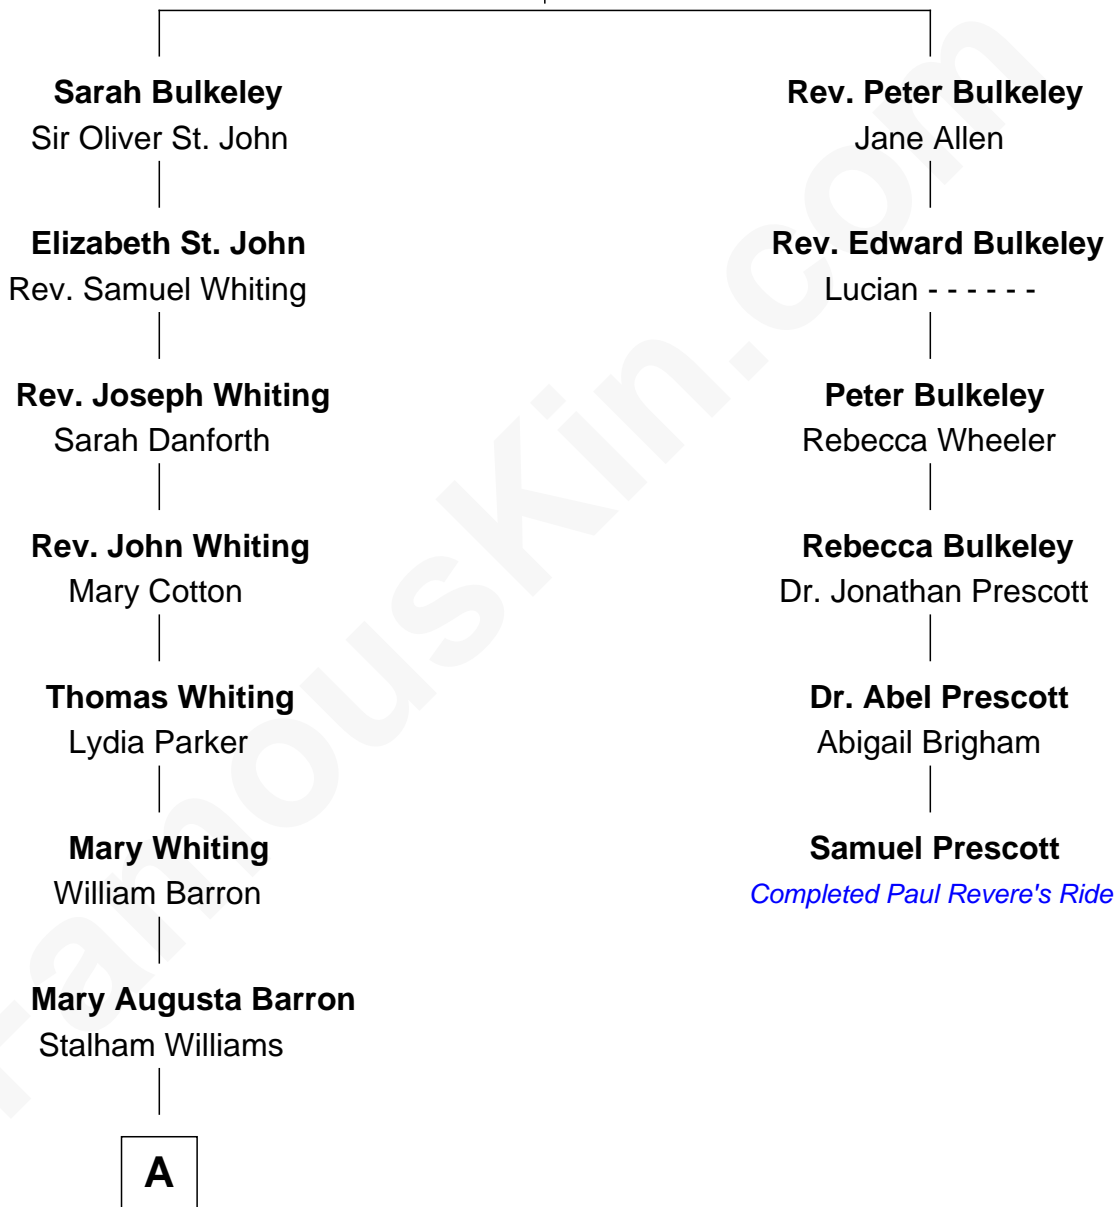 Sarah Bulkeley
Sir Oliver St. John
Elizabeth St. John
Rev. Samuel Whiting
Rev. Joseph Whiting
Sarah Danforth
Rev. John Whiting
Mary Cotton
Thomas Whiting
Lydia Parker
Mary Whiting
William Barron
Mary Augusta Barron
Stalham Williams
A
Rev. Peter Bulkeley
Jane Allen
Rev. Edward Bulkeley
Lucian - - - - - -
Peter Bulkeley
Rebecca Wheeler
Rebecca Bulkeley
Dr. Jonathan Prescott
Dr. Abel Prescott
Abigail Brigham
Samuel Prescott
Completed Paul Revere's Ride
FamousKin.com